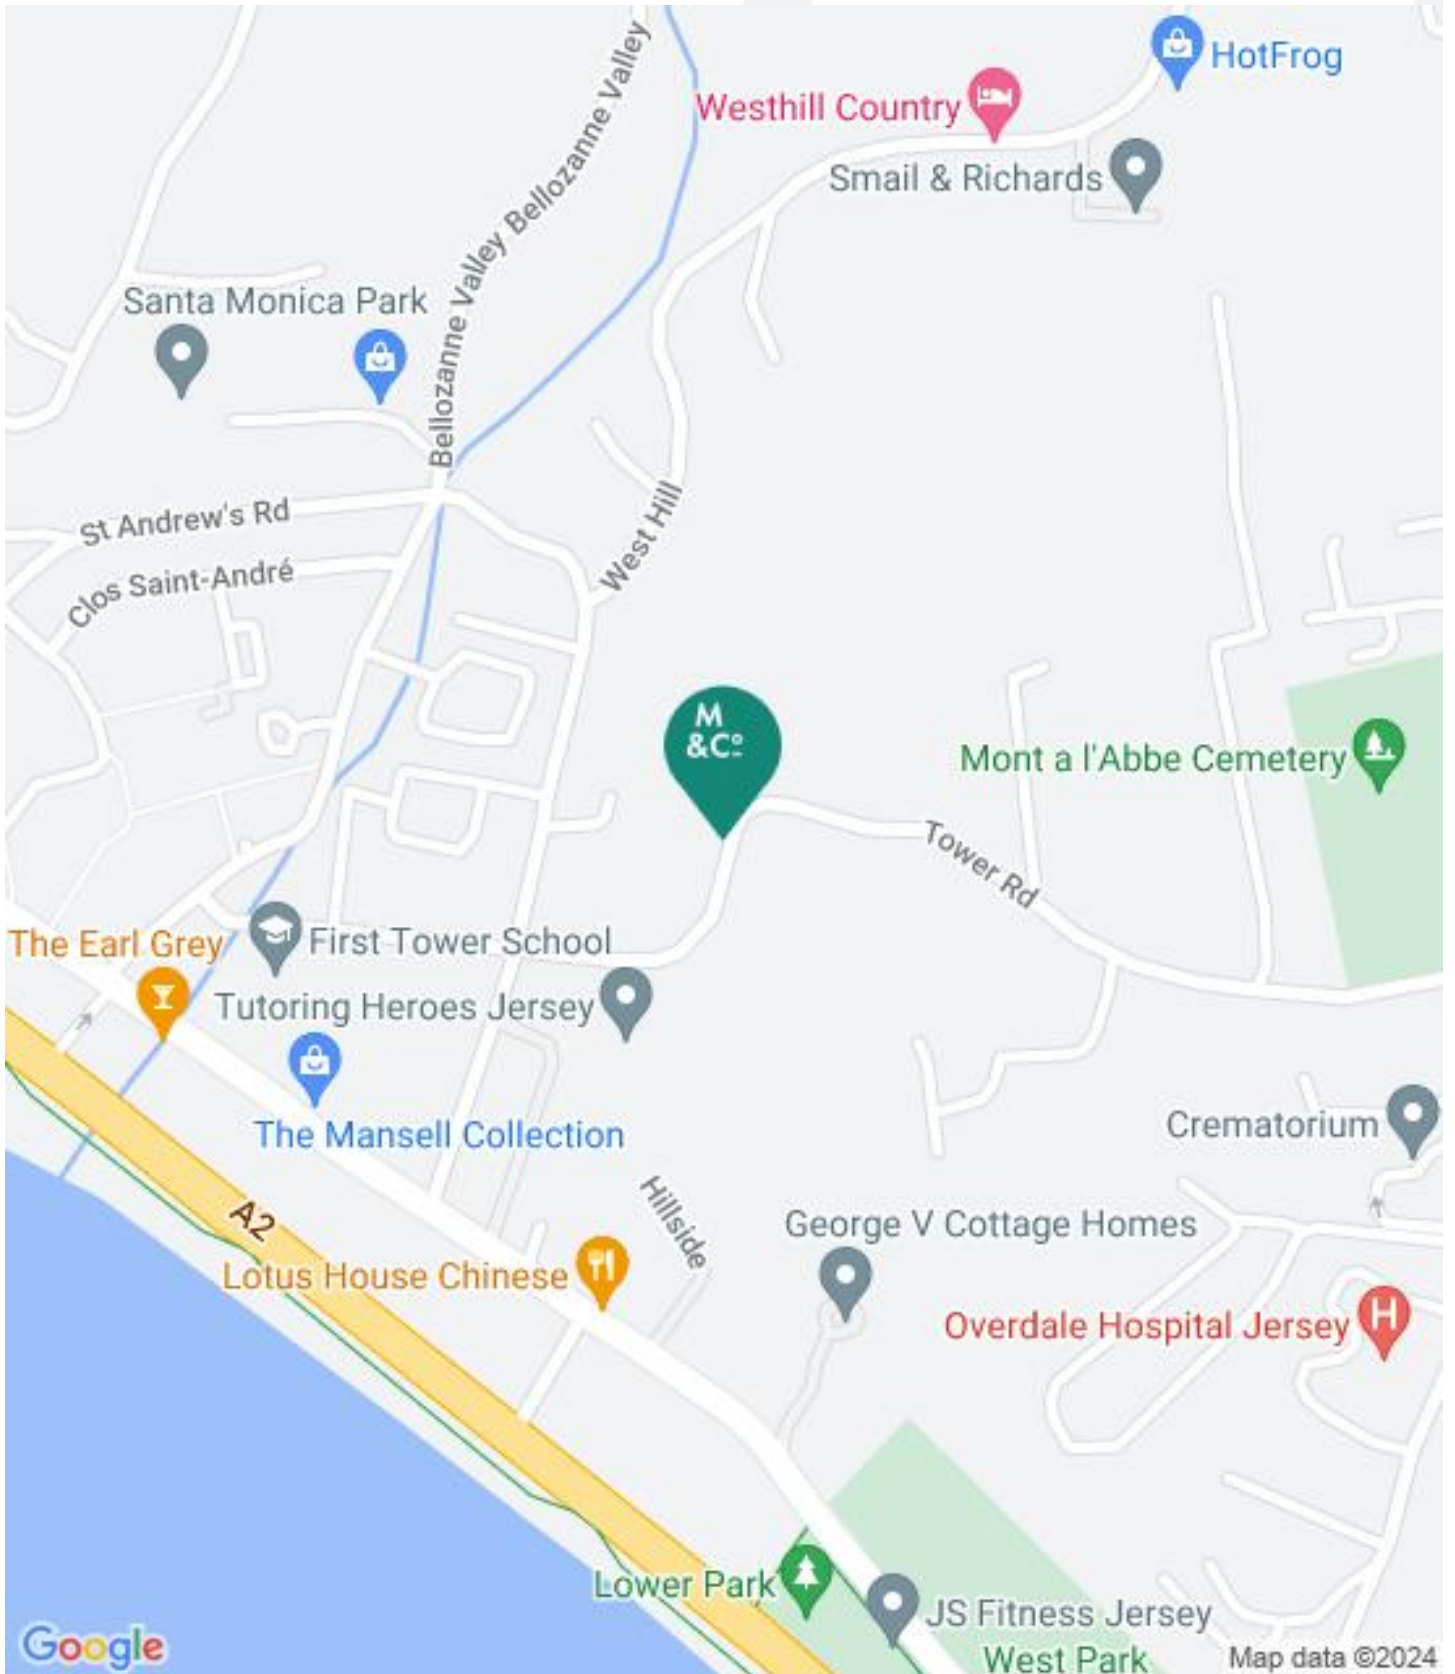 HotFrog
Westhill Country
Smail & Richards
Bellozanne Valley Bellozanne Valley
Santa Monica Park
St Andrew's Rd
Clos Saint-André
West Hill
M
&Cº
Mont a l'Abbe Cemetery
Tower Rd
The Earl Grey
First Tower School
Tutoring Heroes Jersey
The Mansell Collection
Crematorium
A2
Hillside
George V Cottage Homes
Lotus House Chinese
Overdale Hospital Jersey
H
Lower Park
JS Fitness Jersey
West Park
Google
Map data ©2024